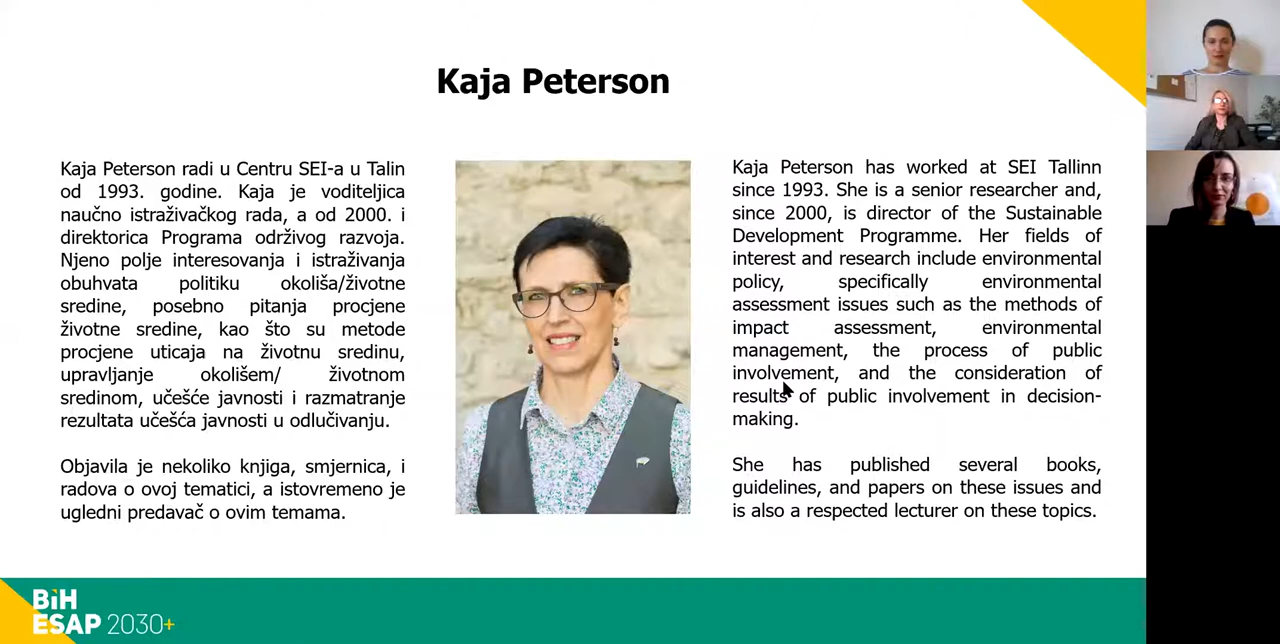 Kaja Peterson
Kaja Peterson radi u Centru SEI-a u Talin
od 1993. godine. Kaja je voditeljica
naučno istraživačkog rada, a od 2000. i
direktorica Programa održivog razvoja.
Njeno polje interesovanja i istraživanja
obuhvata politiku okoliša/životne
sredine, posebno pitanja procjene
životne sredine, kao što su metode
procjene uticaja na životnu sredinu,
upravljanje okolišem/ životnom
sredinom, učešće javnosti i razmatranje
rezultata učešća javnosti u odlučivanju.
Objavila je nekoliko knjiga, smjernica, i
radova o ovoj tematici, a istovremeno je
ugledni predavač o ovim temama.
Kaja Peterson has worked at SEI Tallinn
since 1993. She is a senior researcher and,
since 2000, is director of the Sustainable
Development Programme. Her fields of
interest and research include environmental
policy, specifically environmental
assessment issues such as the methods of
impact assessment, environmental
management, the process of public
involvement, and the consideration of
results of public involvement in decision-
making.
She has published several books,
guidelines, and papers on these issues and
is also a respected lecturer on these topics.
BiH
ESAP 2030+